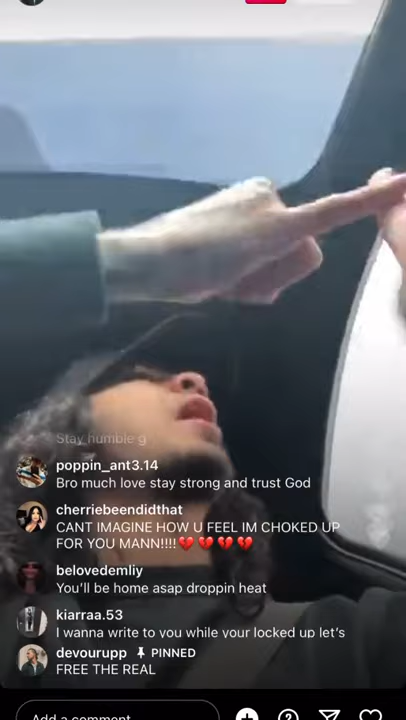 Stay humble g
poppin_ant3.14
Bro much love stay strong and trust God
cherriebeendidthat
CANT IMAGINE HOW U FEEL IM CHOKED UP
FOR YOU MANN!!!!💔💔💔💔
belovedemliy
You'll be home asap droppin heat
kiarraa.53
I wanna write to you while your locked up let's
devourupp PINNED
FREE THE REAL
Add a comment